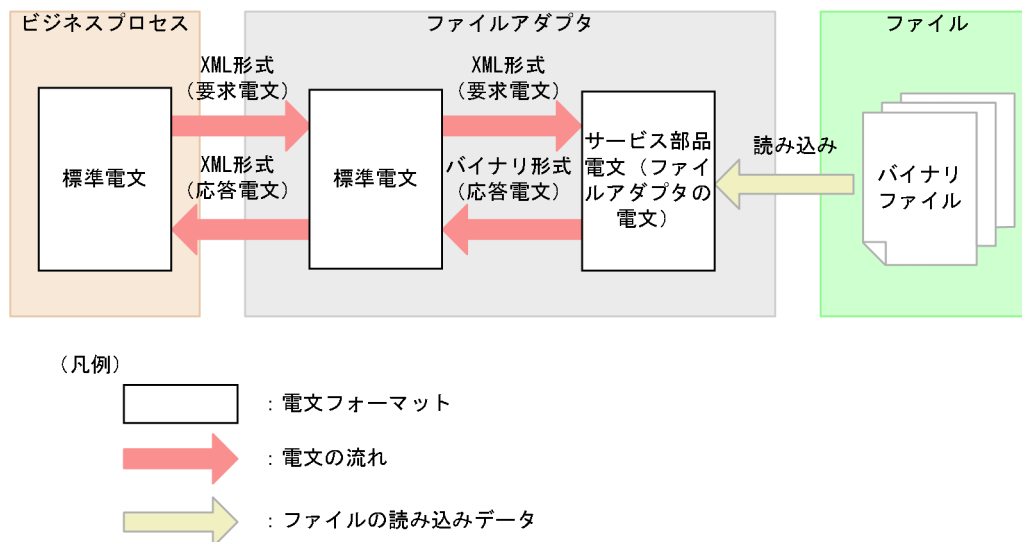 ビジネスプロセス
ファイルアダプタ
ファイル
XML形式
(要求電文)
XML形式
(要求電文)
標準電文
XML形式
(応答電文)
標準電文
バイナリ形式
(応答電文)
サービス部品
電文(ファイ
ルアダプタの
電文)
読み込み
バイナリ
ファイル
(凡例)
:電文フォーマット
:電文の流れ
:ファイルの読み込みデータ